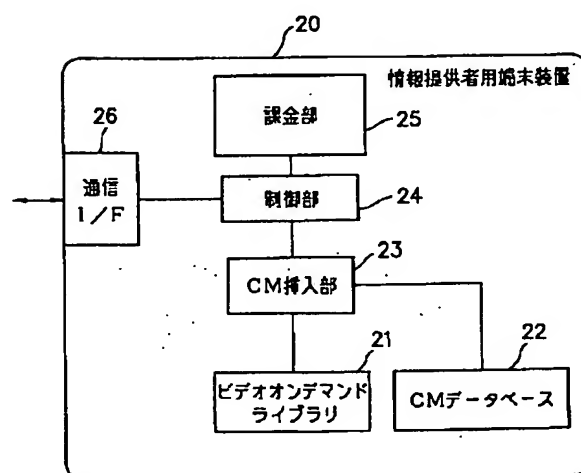 20
情報提供者用端末装置
26
通信
I/F
課金部
25
制御部
24
CM挿入部
23
21
ビデオオンデマンド
ライブラリ
22
CMデータベース